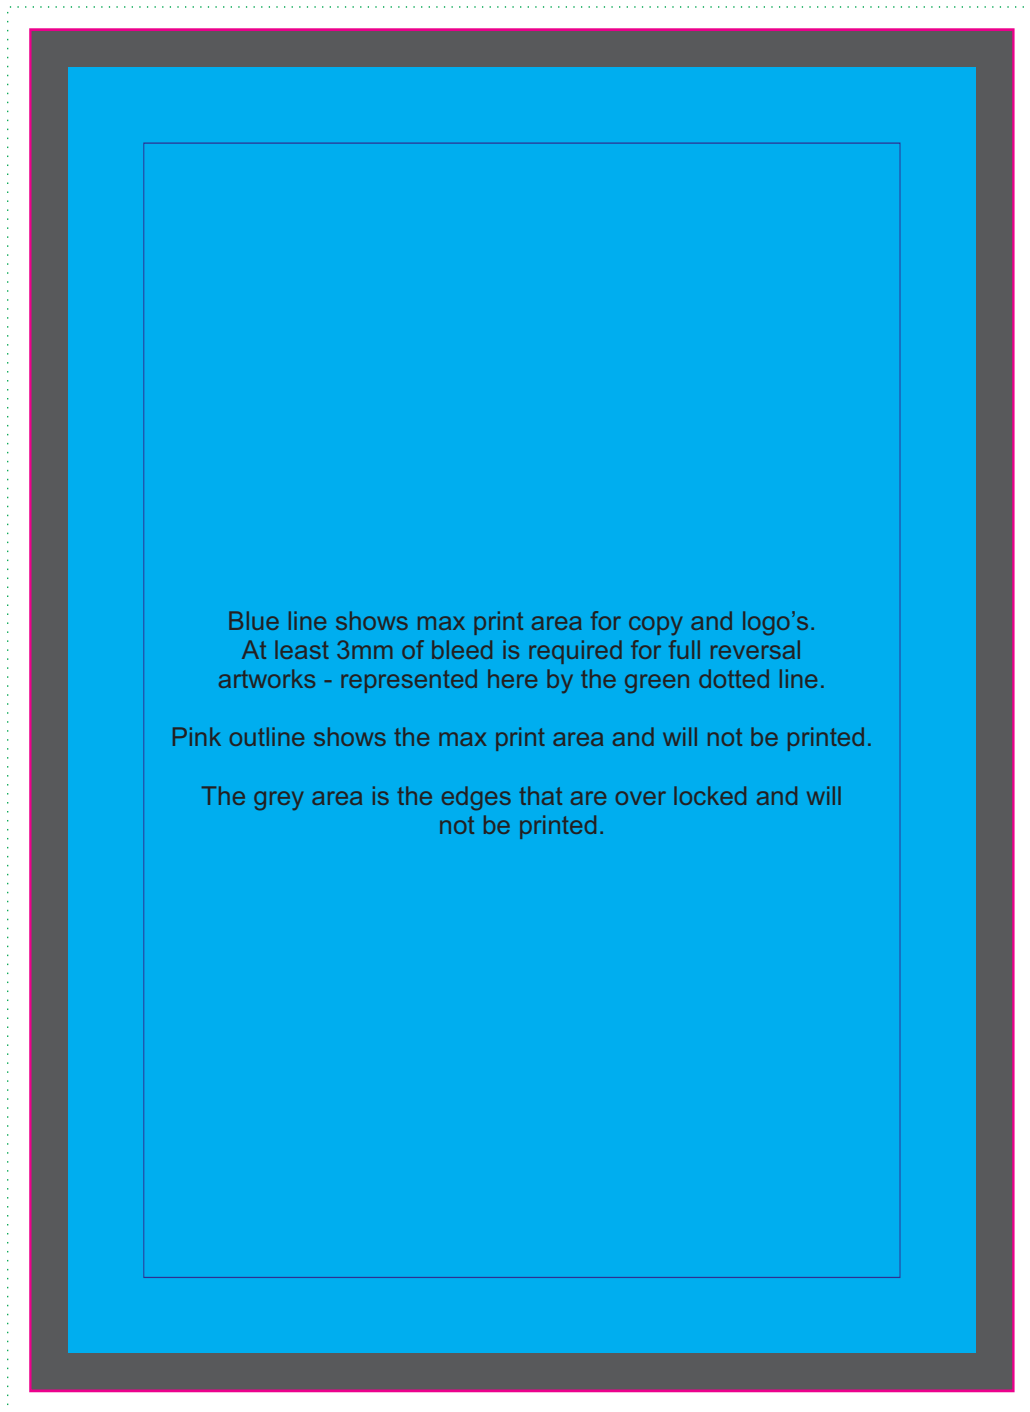 Blue line shows max print area for copy and logo’s.
At least 3mm of bleed is required for full reversal
artworks - represented here by the green dotted line.
Pink outline shows the max print area and will not be printed.
The grey area is the edges that are over locked and will
not be printed.